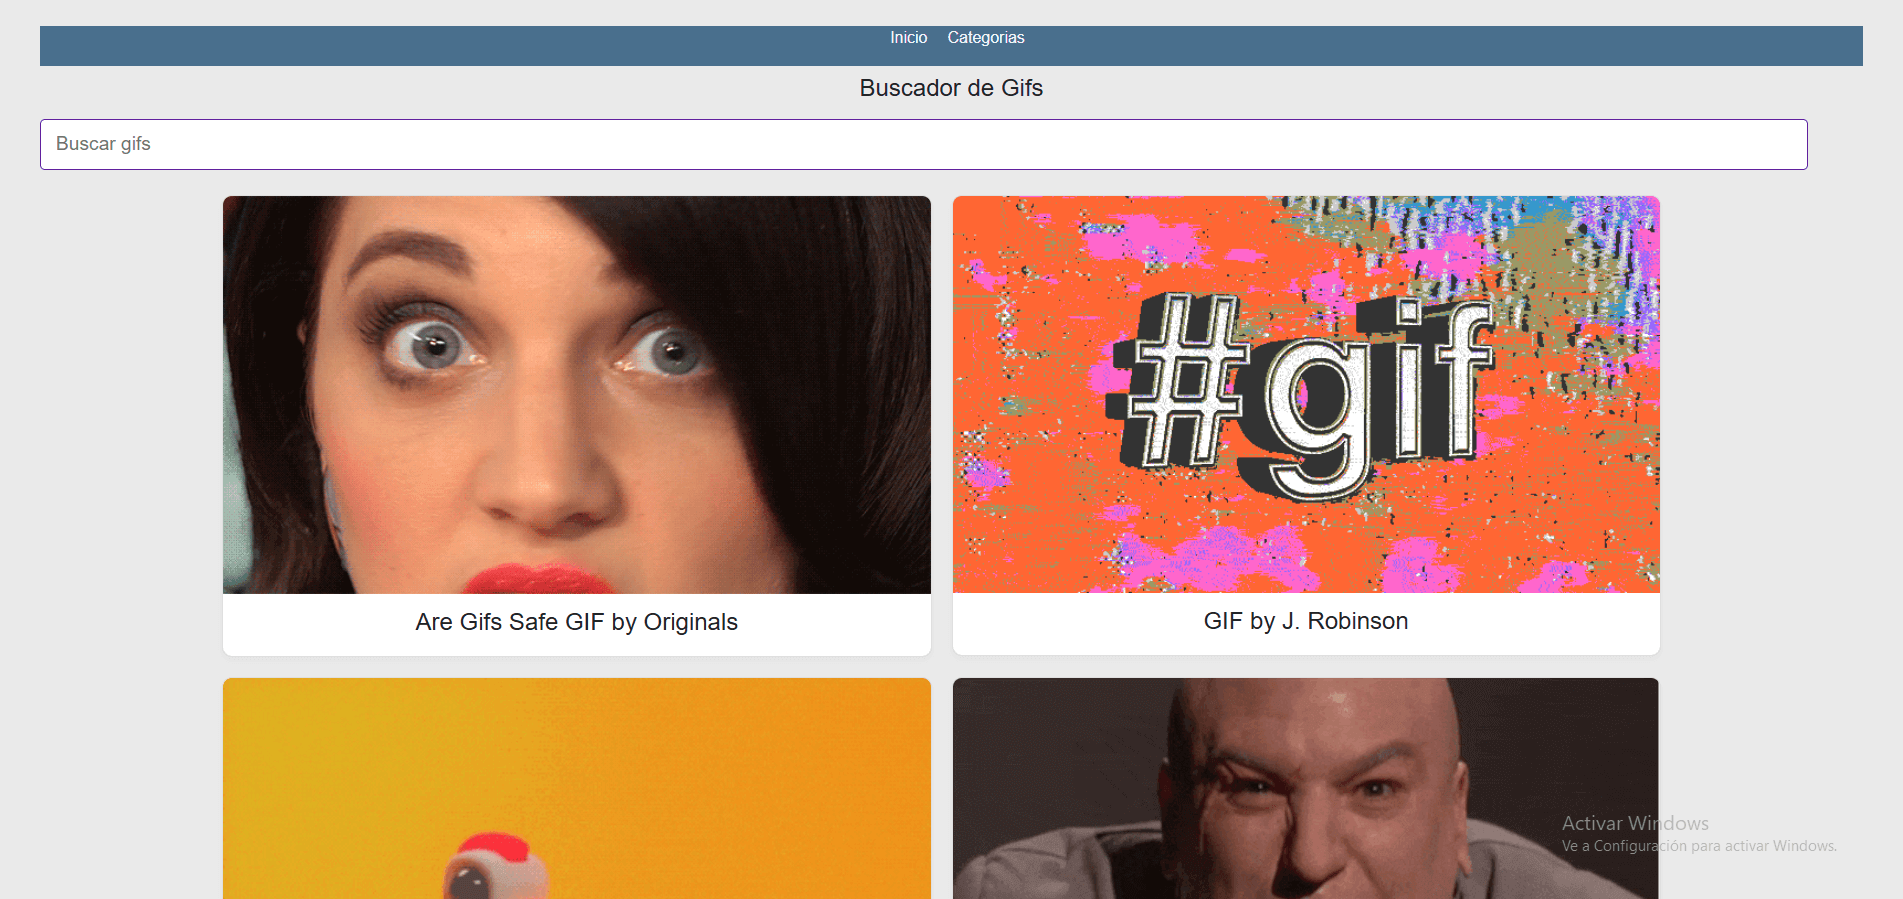 Inicio Categorias
Buscador de Gifs
Buscar gifs
#gif
Are Gifs Safe GIF by Originals
GIF by J. Robinson
Activar Windows
Ve a Configuración para activar Windows.